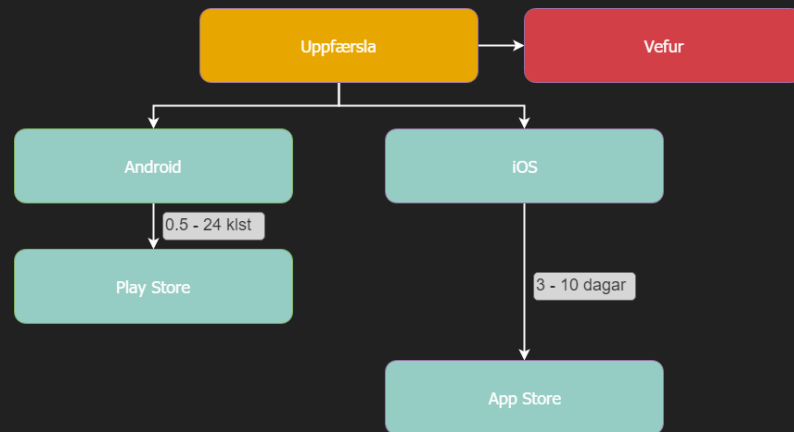 Uppfærsla
Vefur
Android
iOS
0.5 - 24 klst
Play Store
3 - 10 dagar
App Store